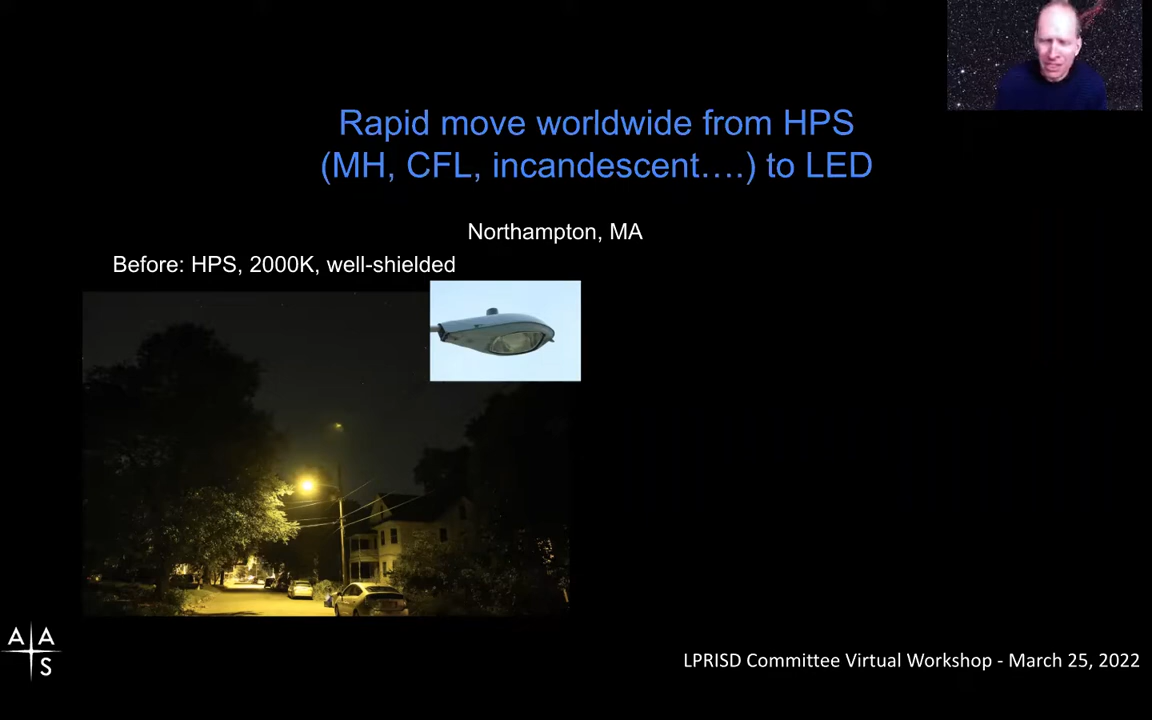 Rapid move worldwide from HPS
(MH, CFL, incandescent….) to LED
Northampton, MA
Before: HPS, 2000K, well-shielded
A A
S
LPRISD Committee Virtual Workshop - March 25, 2022